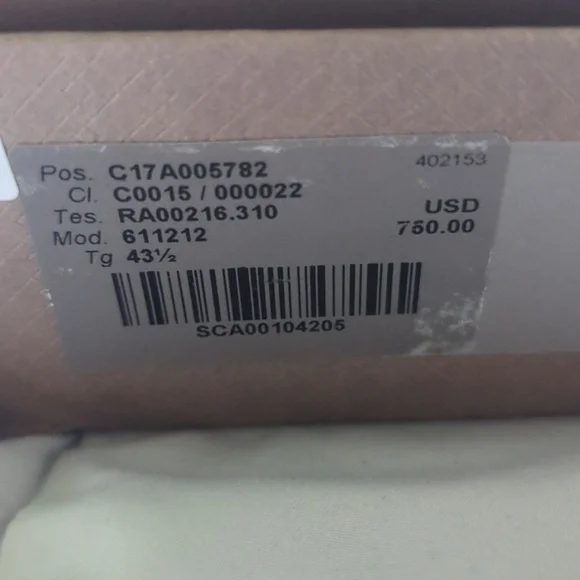 Pos. C17A005782
402153
Cl. C0015 / 000022
Tes. RA00216.310
USD
Mod. 611212
750.00
Tg 43½
SCA00104205